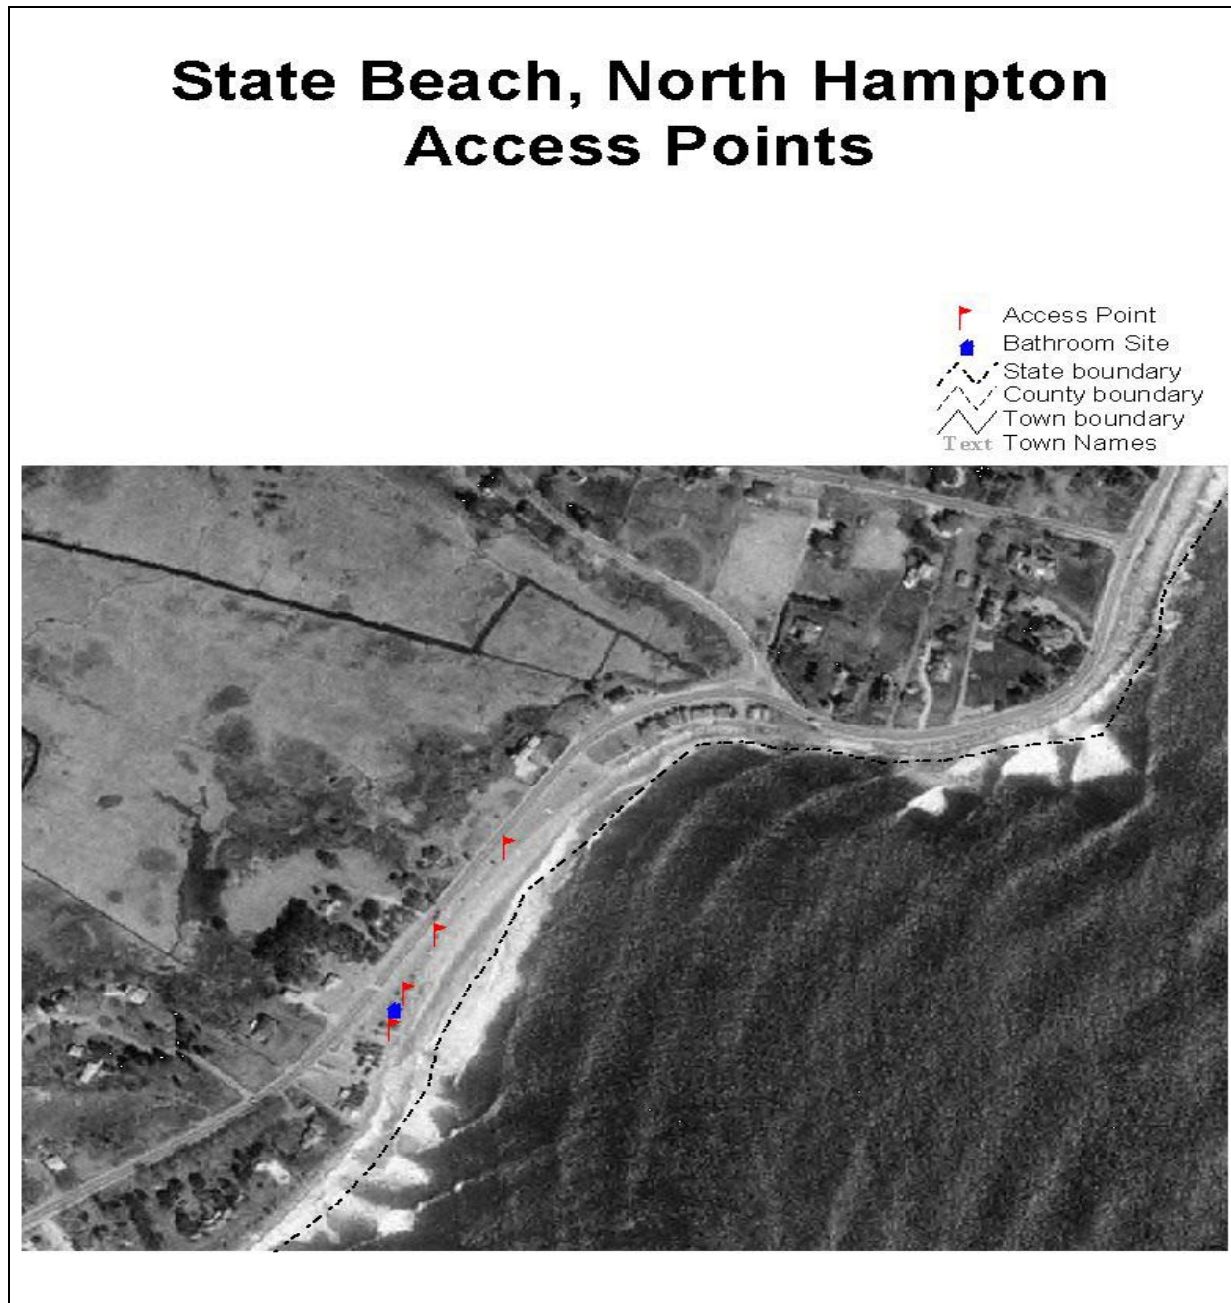 State Beach, North Hampton
Access Points
Access Point
Bathroom Site
State boundary
County boundary
Town boundary
Text Town Names